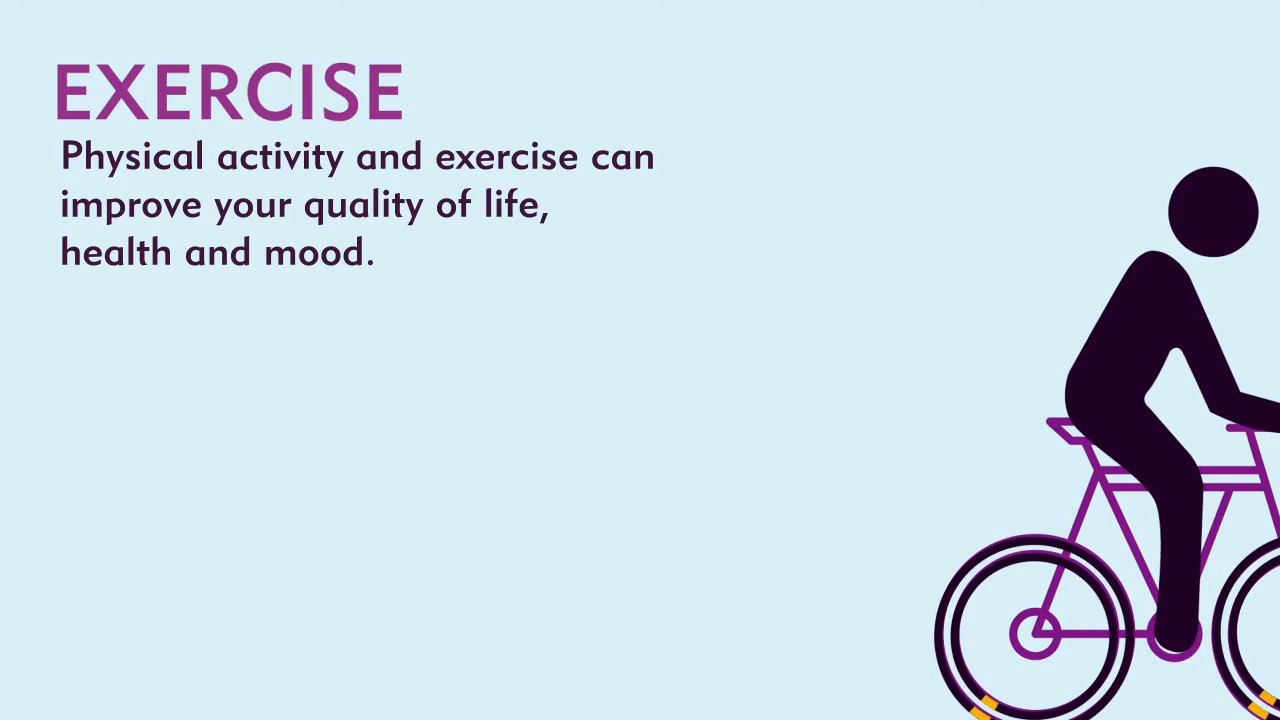 EXERCISE
Physical activity and exercise can
improve your quality of life,
health and mood.